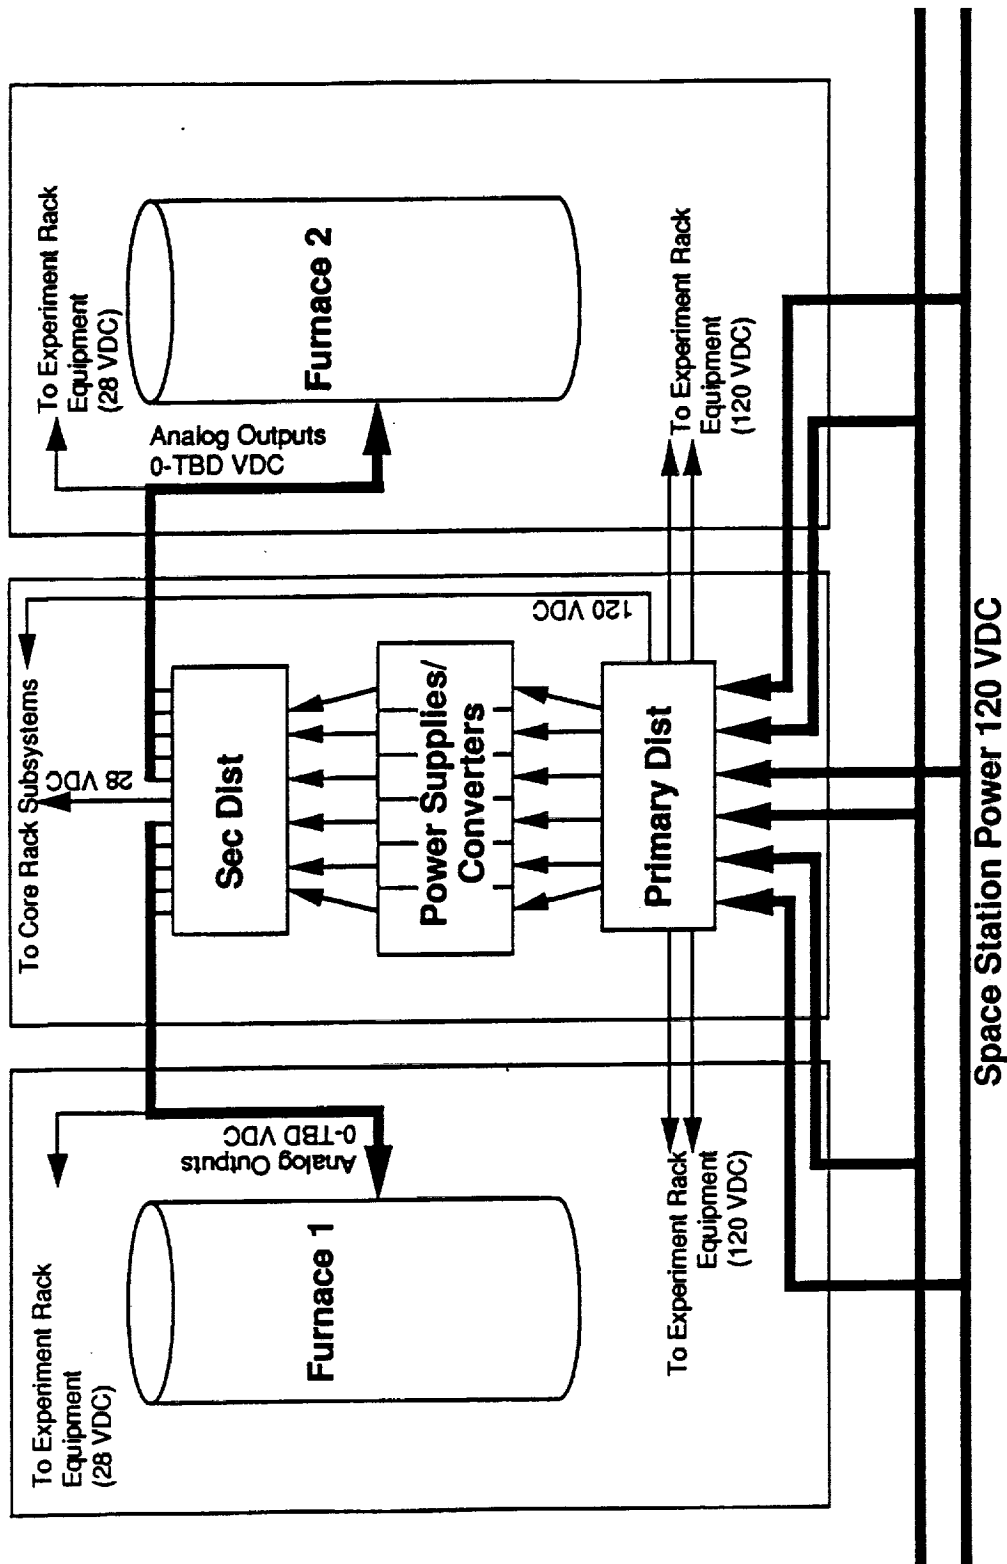 To Experiment Rack
Equipment
(28 VDC)
Furnace 1
Analog Outputs
0-TBD VDC
To Experiment Rack
Equipment
(120 VDC)
To Core Rack Subsystems
28 VDC
120 VDC
Sec Dist
Power Supplies/
Converters
Primary Dist
To Experiment Rack
Equipment
(28 VDC)
Analog Outputs
0-TBD VDC
Furnace 2
To Experiment Rack
Equipment
(120 VDC)
Space Station Power 120 VDC